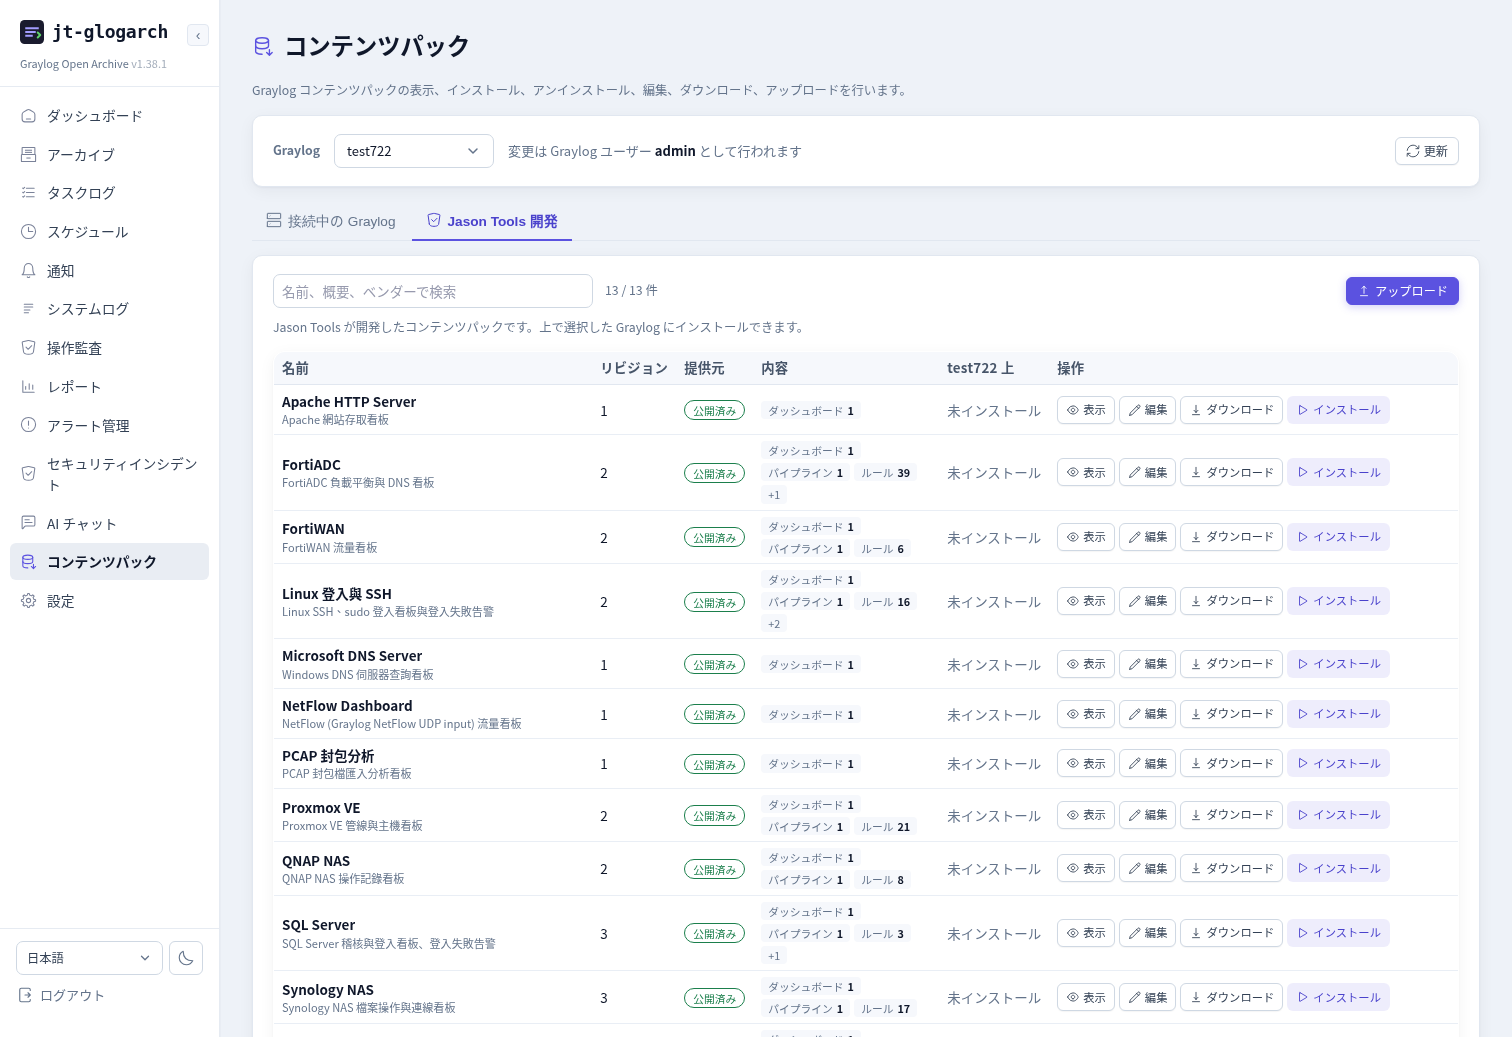 jt-glogarch
Graylog Open Archive v1.38.1
ダッシュボード
アーカイブ
タスクログ
スケジュール
通知
システムログ
操作監査
レポート
アラート管理
セキュリティインシデン
ト
AI チャット
コンテンツパック
設定
日本語
ログアウト
コンテンツパック
Graylog コンテンツパックの表示、インストール、アンインストール、編集、ダウンロード、アップロードを行います。
Graylog test722 変更は Graylog ユーザー admin として行われます 更新
接続中の Graylog Jason Tools 開発
名前、概要、ベンダーで検索 13 / 13 件 アップロード
Jason Tools が開発したコンテンツパックです。上で選択した Graylog にインストールできます。
名前 リビジョン 提供元 内容 test722 上 操作
Apache HTTP Server
Apache 網站存取看板
1 公開済み ダッシュボード 1 未インストール 表示 編集 ダウンロード インストール
FortiADC
FortiADC 負載平衡與 DNS 看板
2 公開済み ダッシュボード 1
パイプライン 1 ルール 39
+1
未インストール 表示 編集 ダウンロード インストール
FortiWAN
FortiWAN 流量看板
2 公開済み ダッシュボード 1
パイプライン 1 ルール 6
未インストール 表示 編集 ダウンロード インストール
Linux 登入與 SSH
Linux SSH、sudo 登入看板與登入失敗告警
2 公開済み ダッシュボード 1
パイプライン 1 ルール 16
+2
未インストール 表示 編集 ダウンロード インストール
Microsoft DNS Server
Windows DNS 伺服器查詢看板
1 公開済み ダッシュボード 1 未インストール 表示 編集 ダウンロード インストール
NetFlow Dashboard
NetFlow (Graylog NetFlow UDP input) 流量看板
1 公開済み ダッシュボード 1 未インストール 表示 編集 ダウンロード インストール
PCAP 封包分析
PCAP 封包檔匯入分析看板
1 公開済み ダッシュボード 1 未インストール 表示 編集 ダウンロード インストール
Proxmox VE
Proxmox VE 管線與主機看板
2 公開済み ダッシュボード 1
パイプライン 1 ルール 21
未インストール 表示 編集 ダウンロード インストール
QNAP NAS
QNAP NAS 操作記錄看板
2 公開済み ダッシュボード 1
パイプライン 1 ルール 8
未インストール 表示 編集 ダウンロード インストール
SQL Server
SQL Server 稽核與登入看板、登入失敗告警
3 公開済み ダッシュボード 1
パイプライン 1 ルール 3
+1
未インストール 表示 編集 ダウンロード インストール
Synology NAS
Synology NAS 檔案操作與連線看板
3 公開済み ダッシュボード 1
パイプライン 1 ルール 17
未インストール 表示 編集 ダウンロード インストール